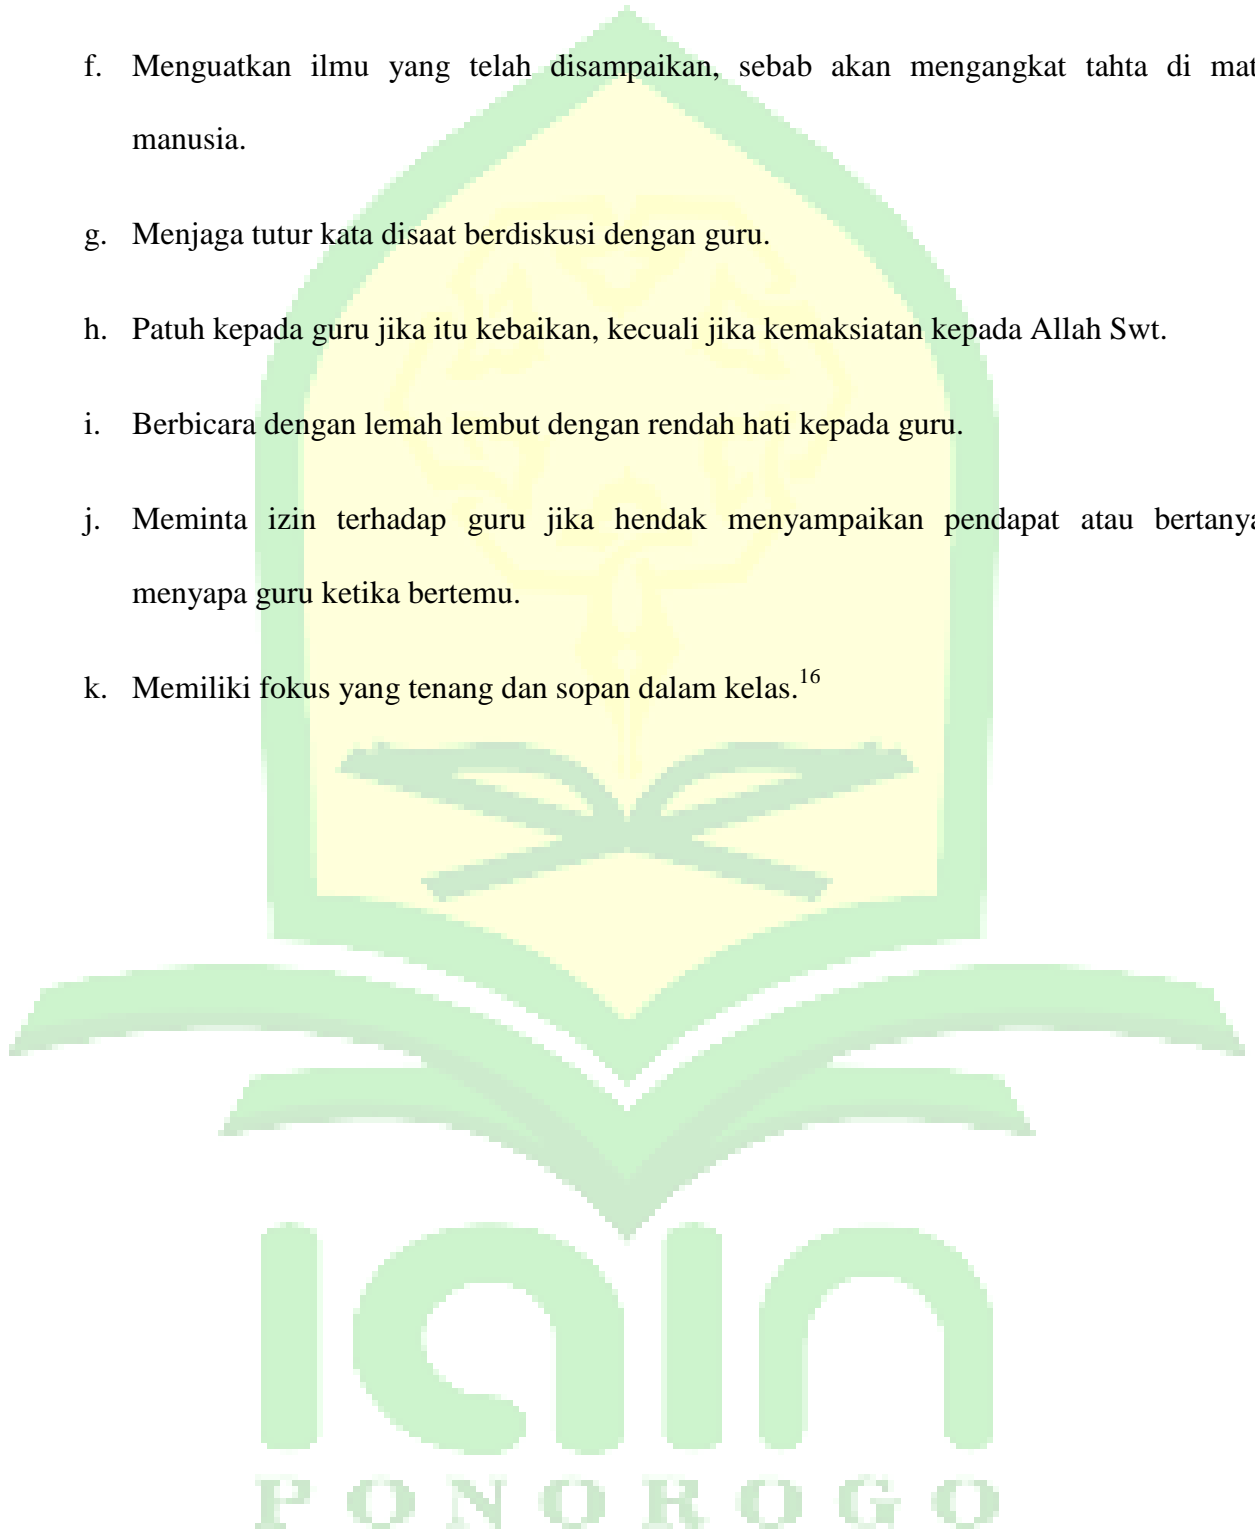 f. Menguatkan ilmu yang telah disampaikan, sebab akan mengangkat tahta di mat
manusia.
g. Menjaga tutur kata disaat berdiskusi dengan guru.
h. Patuh kepada guru jika itu kebaikan, kecuali jika kemaksiatan kepada Allah Swt.
i. Berbicara dengan lemah lembut dengan rendah hati kepada guru.
j. Meminta izin terhadap guru jika hendak menyampaikan pendapat atau bertanya
menyapa guru ketika bertemu.
k. Memiliki fokus yang tenang dan sopan dalam kelas.16
iain
PONOROGO